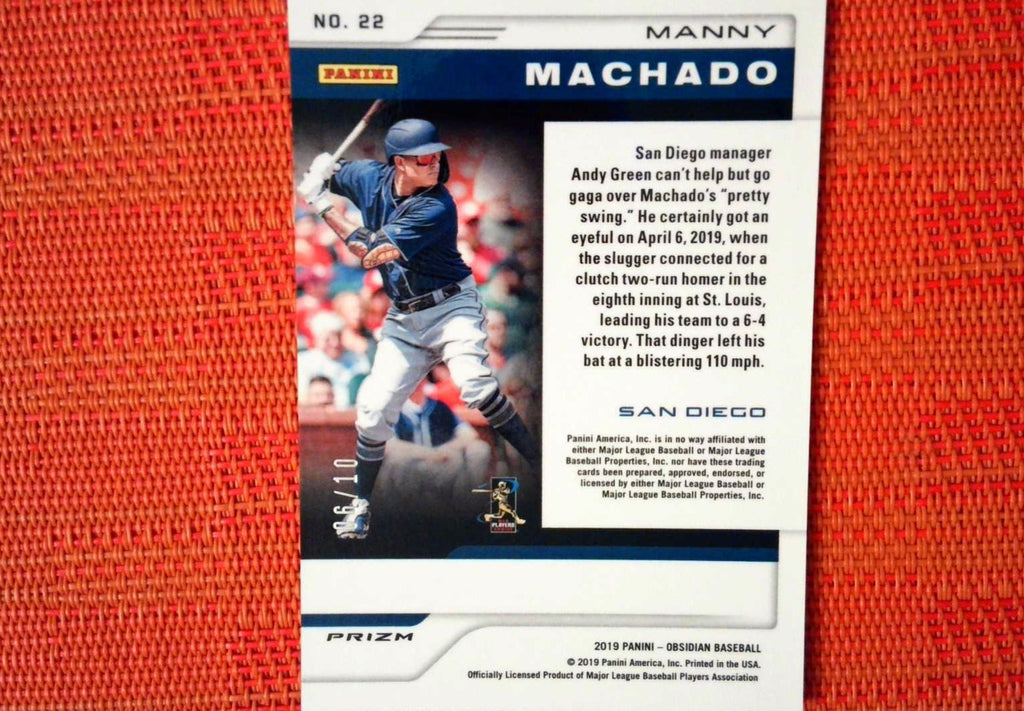 NO. 22
MANNY
PANINI
MACHADO
San Diego manager
Andy Green can't help but go
gaga over Machado's "pretty
swing." He certainly got an
eyeful on April 6, 2019, when
the slugger connected for a
clutch two-run homer in the
eighth inning at St. Louis,
leading his team to a 6-4
victory. That dinger left his
bat at a blistering 110 mph.
SAN DIEGO
Panini America, Inc. is in no way affiliated with
either Major League Baseball or Major League
Baseball Properties, Inc. nor have these trading
cards been prepared, approved, endorsed, or
licensed by either Major League Baseball or
Major League Baseball Properties, Inc.
06/10
PLAYERS
PRIZM
2019 PANINI – OBSIDIAN BASEBALL
© 2019 Panini America, Inc. Printed in the USA.
Officially Licensed Product of Major League Baseball Players Association